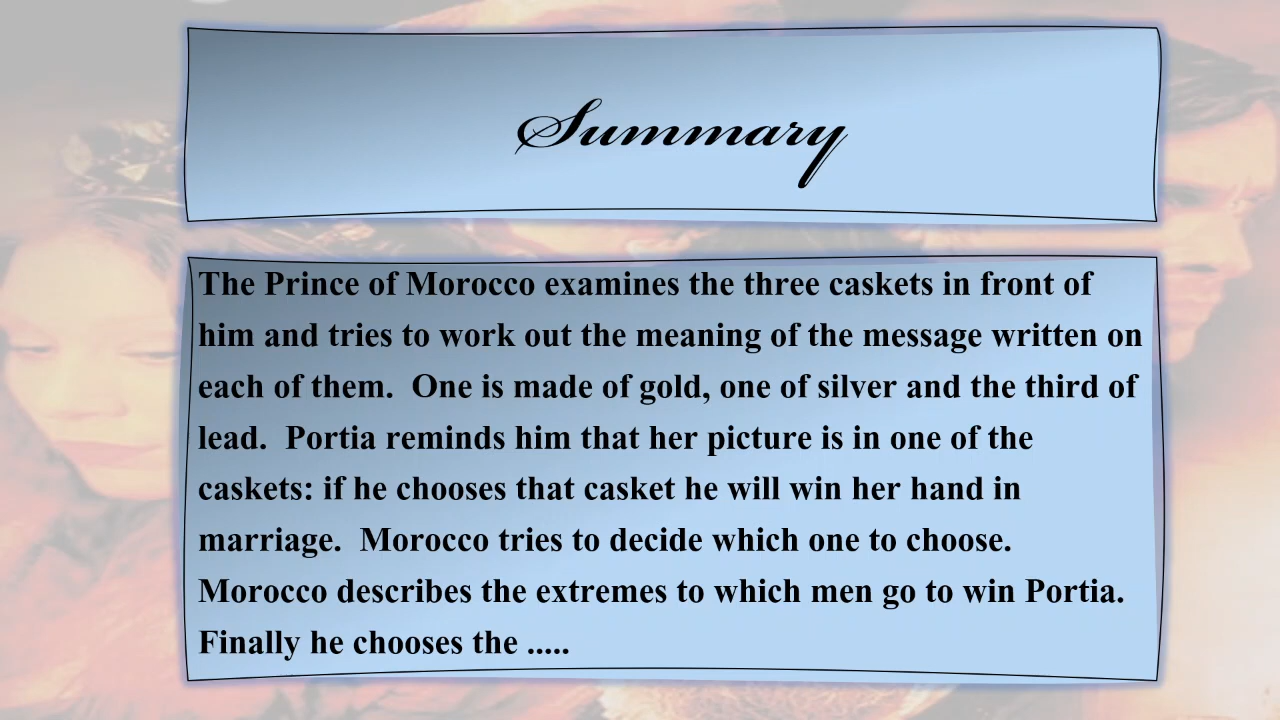 Summary
The Prince of Morocco examines the three caskets in front of
him and tries to work out the meaning of the message written on
each of them.  One is made of gold, one of silver and the third of
lead.  Portia reminds him that her picture is in one of the
caskets: if he chooses that casket he will win her hand in
marriage.  Morocco tries to decide which one to choose.
Morocco describes the extremes to which men go to win Portia.
Finally he chooses the .....